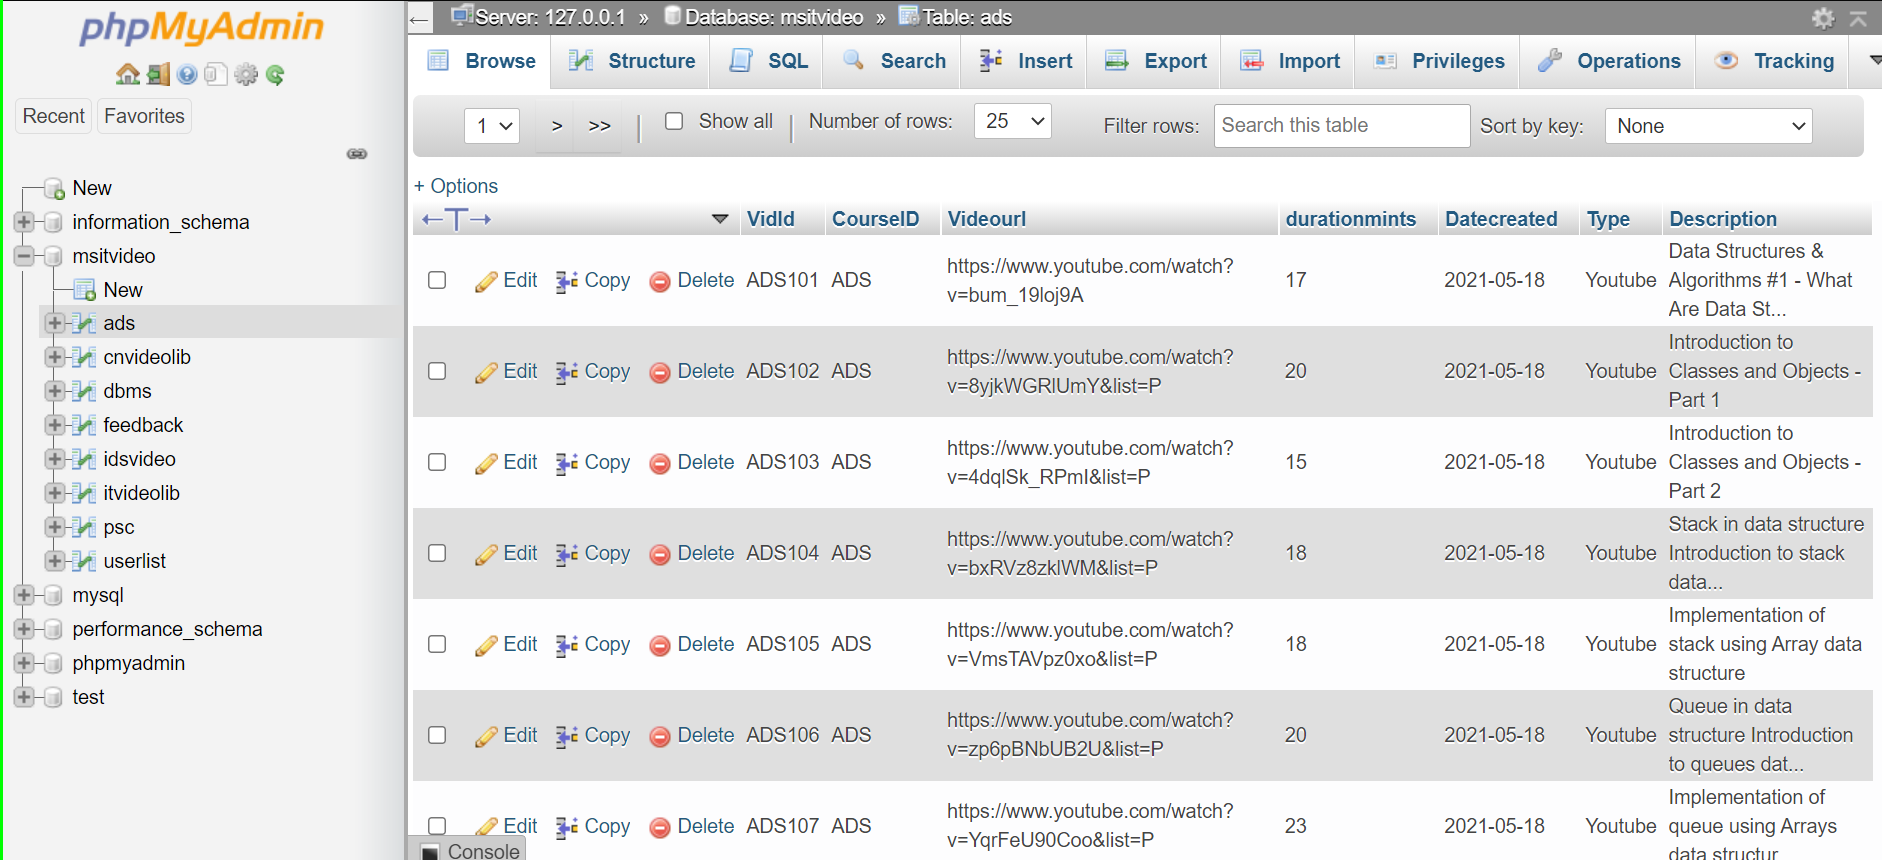 phpMyAdmin
Recent Favorites
New
information_schema
msitvideo
New
ads
cnvideolib
dbms
feedback
idsvideo
itvideolib
psc
userlist
mysql
performance_schema
phpmyadmin
test
Server: 127.0.0.1 » Database: msitvideo » Table: ads
Browse Structure SQL Search Insert Export Import Privileges Operations Tracking
1 > >> Show all Number of rows: 25 Filter rows: Search this table Sort by key: None
+ Options
←T→ VidId CourseID Videourl durationmints Datecreated Type Description
Edit Copy Delete ADS101 ADS https://www.youtube.com/watch?
v=bum_19loj9A 17 2021-05-18 Youtube Data Structures &
Algorithms #1 - What
Are Data St...
Edit Copy Delete ADS102 ADS https://www.youtube.com/watch?
v=8yjkWGRlUmY&list=P 20 2021-05-18 Youtube Introduction to
Classes and Objects -
Part 1
Edit Copy Delete ADS103 ADS https://www.youtube.com/watch?
v=4dqlSk_RPmI&list=P 15 2021-05-18 Youtube Introduction to
Classes and Objects -
Part 2
Edit Copy Delete ADS104 ADS https://www.youtube.com/watch?
v=bxRVz8zklWM&list=P 18 2021-05-18 Youtube Stack in data structure
Introduction to stack
data...
Edit Copy Delete ADS105 ADS https://www.youtube.com/watch?
v=VmsTAVpz0xo&list=P 18 2021-05-18 Youtube Implementation of
stack using Array data
structure
Edit Copy Delete ADS106 ADS https://www.youtube.com/watch?
v=zp6pBNbUB2U&list=P 20 2021-05-18 Youtube Queue in data
structure Introduction
to queues dat...
Edit Copy Delete ADS107 ADS https://www.youtube.com/watch?
v=YqrFeU90Coo&list=P 23 2021-05-18 Youtube Implementation of
queue using Arrays
data structur
Console